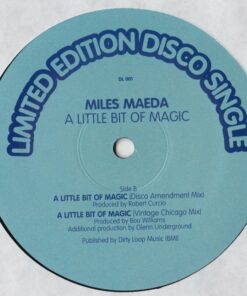 LIMITED EDITION DISCO SINGLE
DL 001
MILES MAEDA
A LITTLE BIT OF MAGIC
Side B
A LITTLE BIT OF MAGIC (Disco Amendment Mix)
Produced by Robert Curcio
A LITTLE BIT OF MAGIC (Vintage Chicago Mix)
Produced by Boo Williams
Additional production by Glenn Underground
Published by Dirty Loop Music (BMI)